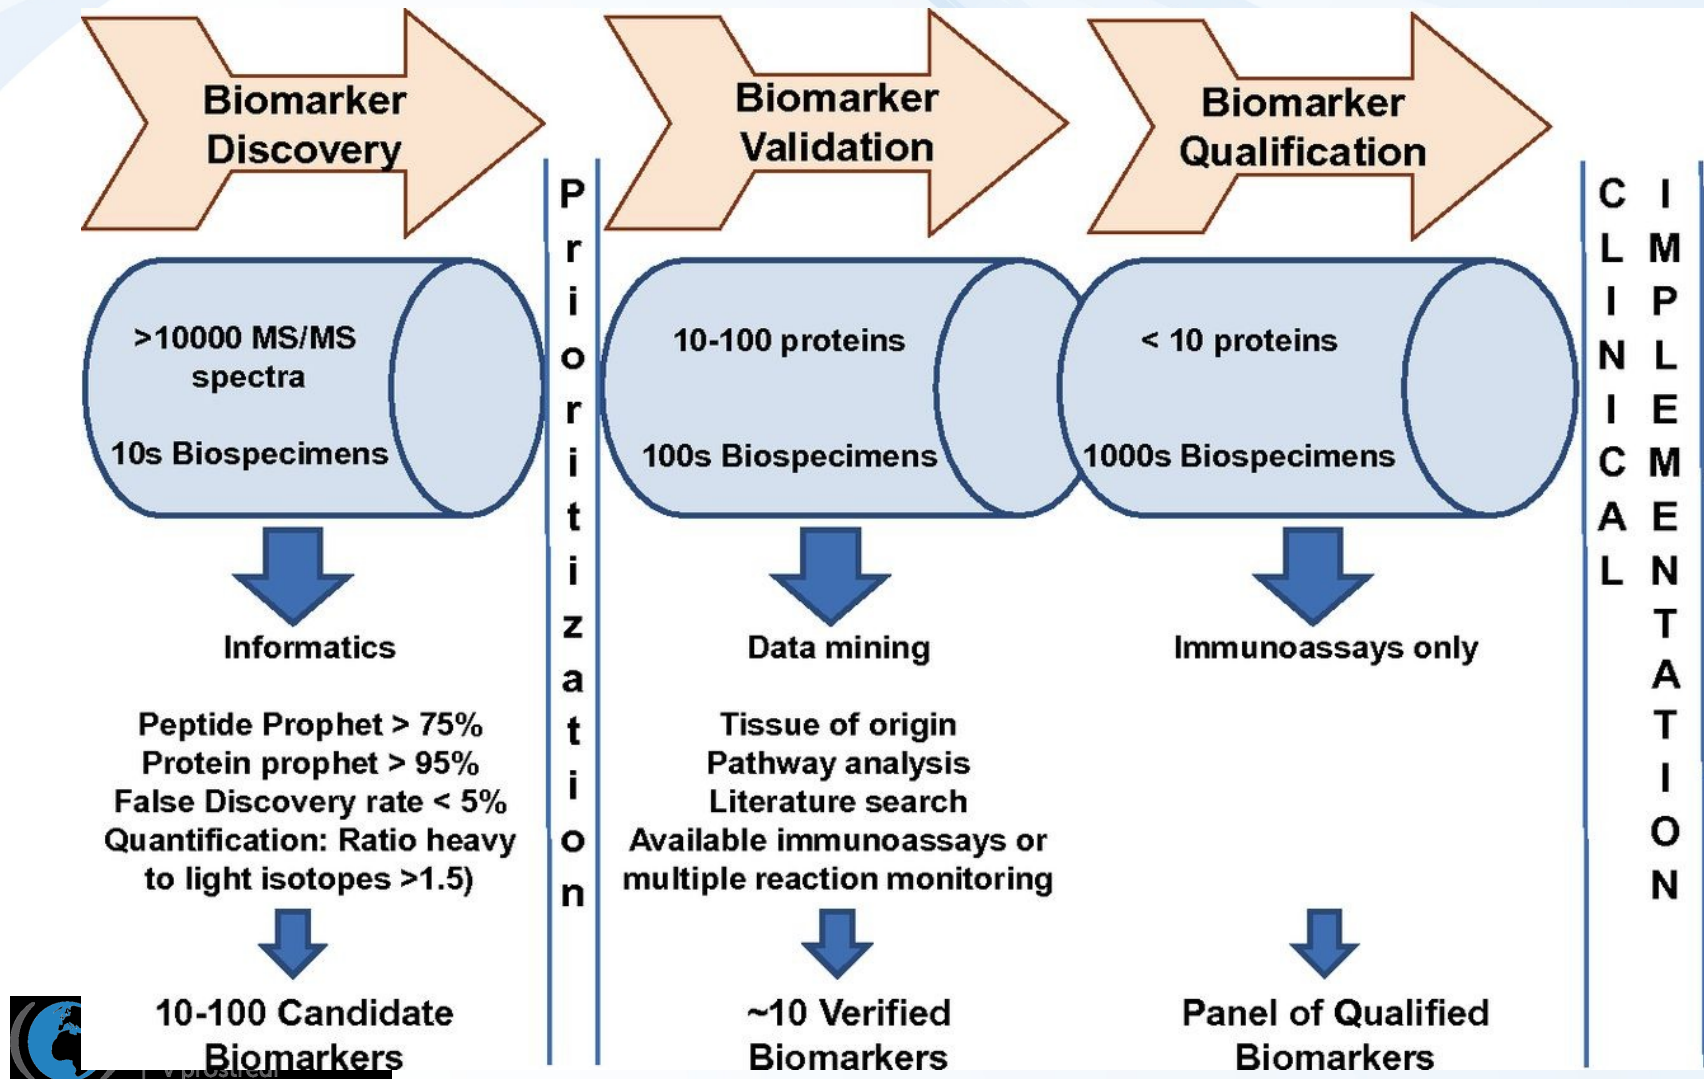 Biomarker
Discovery
>10000 MS/MS
spectra
10s Biospecimens
Informatics
Peptide Prophet > 75%
Protein prophet > 95%
False Discovery rate < 5%
Quantification: Ratio heavy
to light isotopes >1.5)
10-100 Candidate
Biomarkers
Prioritization
Biomarker
Validation
10-100 proteins
100s Biospecimens
Data mining
Tissue of origin
Pathway analysis
Literature search
Available immunoassays or
multiple reaction monitoring
~10 Verified
Biomarkers
Biomarker
Qualification
< 10 proteins
1000s Biospecimens
Immunoassays only
Panel of Qualified
Biomarkers
CLINICAL
IMPLEMENTATION